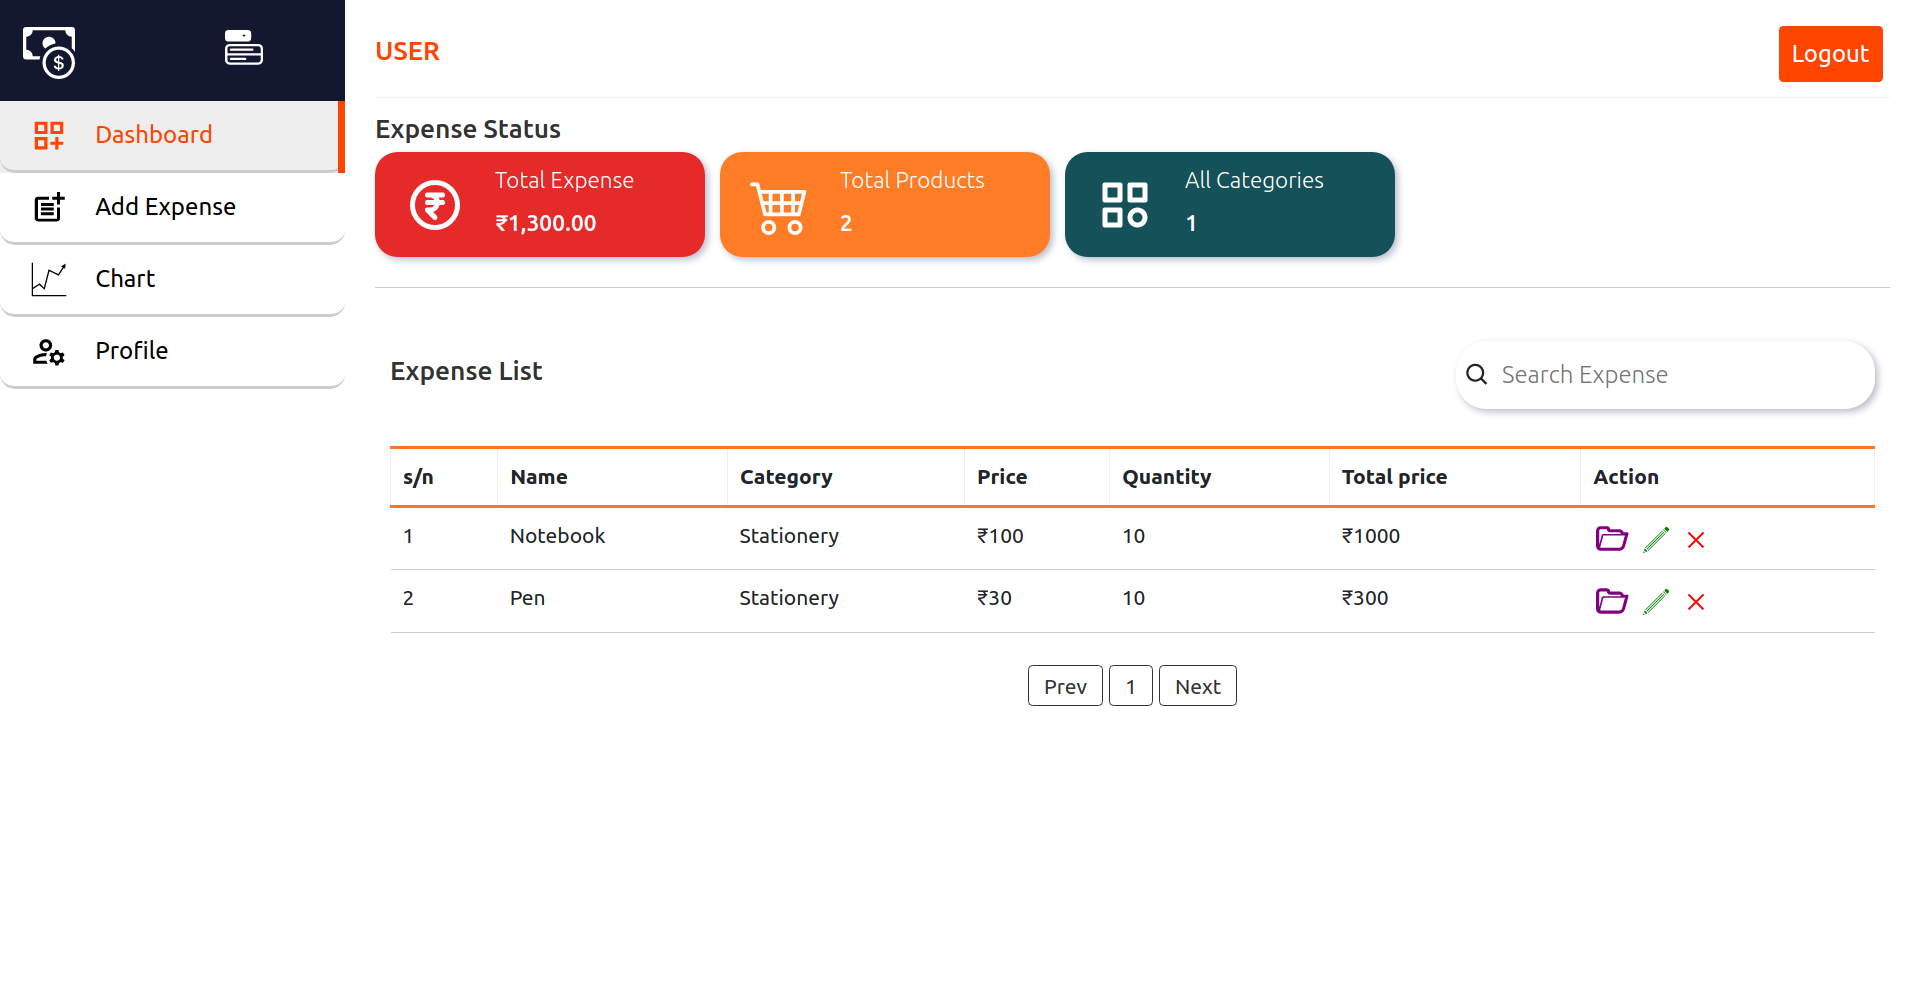 USER
Logout
Dashboard
Add Expense
Chart
Profile
Expense Status
Total Expense
₹1,300.00
Total Products
2
All Categories
1
Expense List
Search Expense
s/n Name Category Price Quantity Total price Action
1 Notebook Stationery ₹100 10 ₹1000
2 Pen Stationery ₹30 10 ₹300
Prev 1 Next